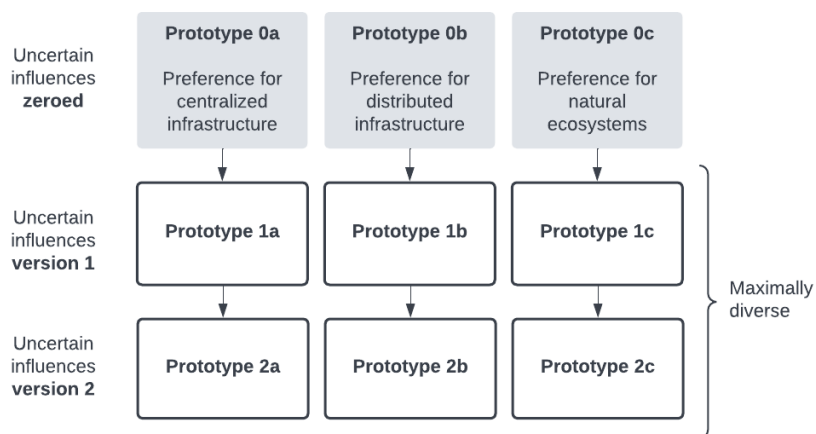 Uncertain
influences
zeroed
Prototype 0a
Preference for
centralized
infrastructure
Prototype 0b
Preference for
distributed
infrastructure
Prototype 0c
Preference for
natural
ecosystems
Uncertain
influences
version 1
Prototype 1a
Prototype 1b
Prototype 1c
Maximally
diverse
Uncertain
influences
version 2
Prototype 2a
Prototype 2b
Prototype 2c